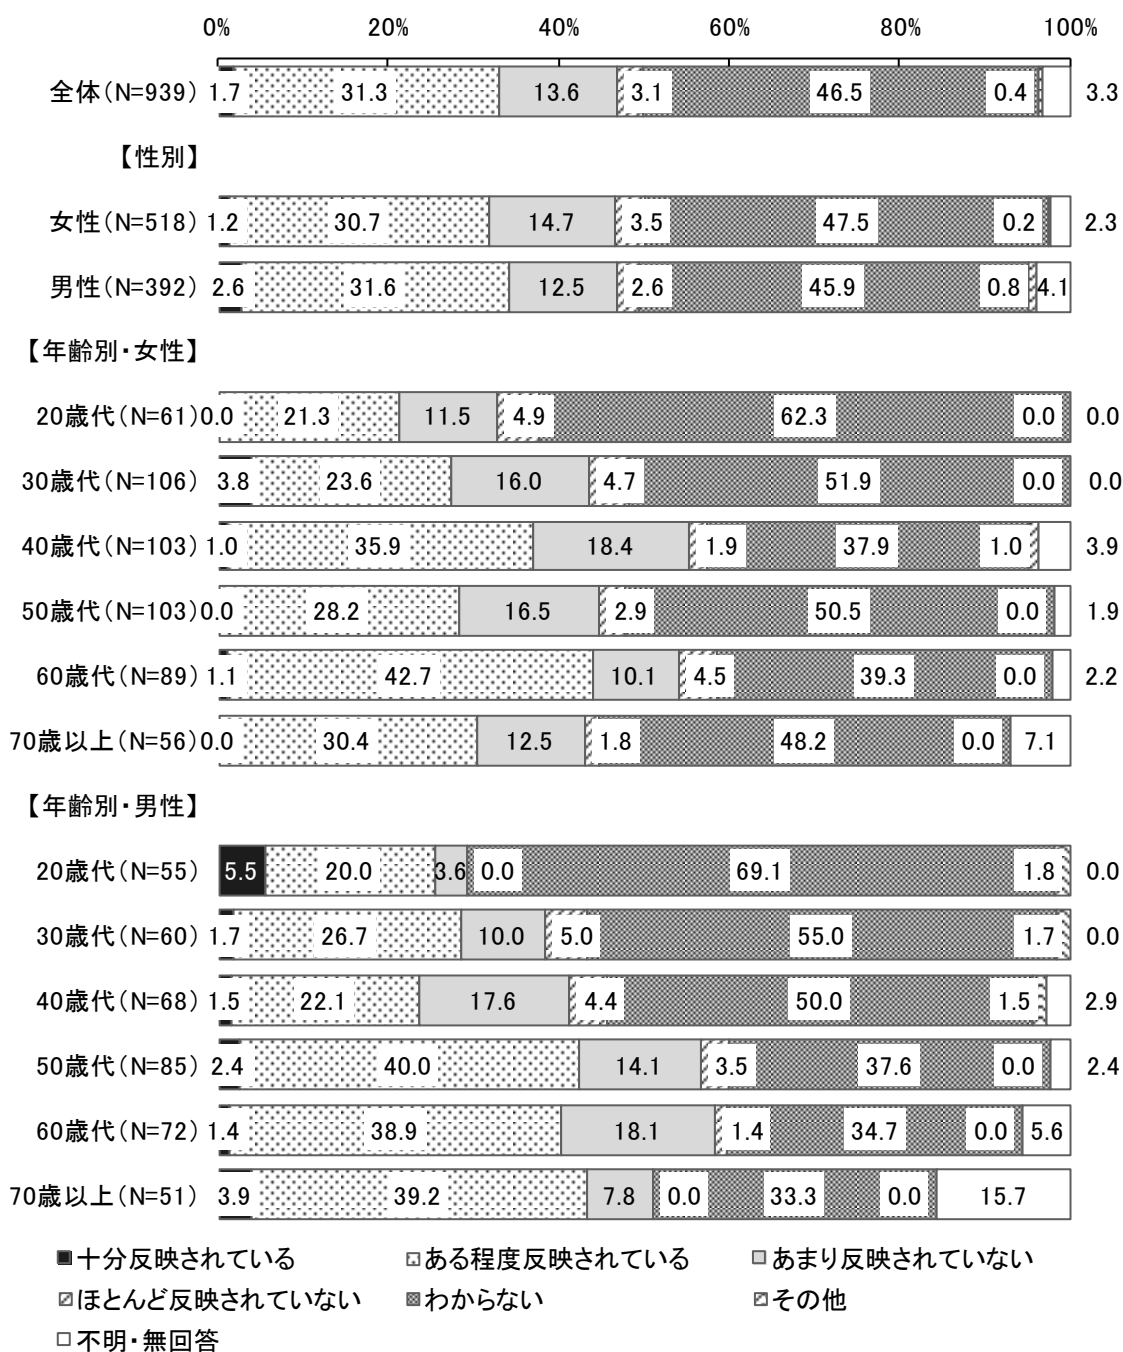 0% 20% 40% 60% 80% 100%
全体(N=939) 1.7 31.3 13.6 3.1 46.5 0.4 3.3
【性別】
女性(N=518) 1.2 30.7 14.7 3.5 47.5 0.2 2.3
男性(N=392) 2.6 31.6 12.5 2.6 45.9 0.8 4.1
【年齢別・女性】
20歳代(N=61) 0.0 21.3 11.5 4.9 62.3 0.0 0.0
30歳代(N=106) 3.8 23.6 16.0 4.7 51.9 0.0 0.0
40歳代(N=103) 1.0 35.9 18.4 1.9 37.9 1.0 3.9
50歳代(N=103) 0.0 28.2 16.5 2.9 50.5 0.0 1.9
60歳代(N=89) 1.1 42.7 10.1 4.5 39.3 0.0 2.2
70歳以上(N=56) 0.0 30.4 12.5 1.8 48.2 0.0 7.1
【年齢別・男性】
20歳代(N=55) 5.5 20.0 3.6 0.0 69.1 1.8 0.0
30歳代(N=60) 1.7 26.7 10.0 5.0 55.0 1.7 0.0
40歳代(N=68) 1.5 22.1 17.6 4.4 50.0 1.5 2.9
50歳代(N=85) 2.4 40.0 14.1 3.5 37.6 0.0 2.4
60歳代(N=72) 1.4 38.9 18.1 1.4 34.7 0.0 5.6
70歳以上(N=51) 3.9 39.2 7.8 0.0 33.3 0.0 15.7
十分反映されている ある程度反映されている あまり反映されていない
ほとんど反映されていない わからない その他
不明・無回答